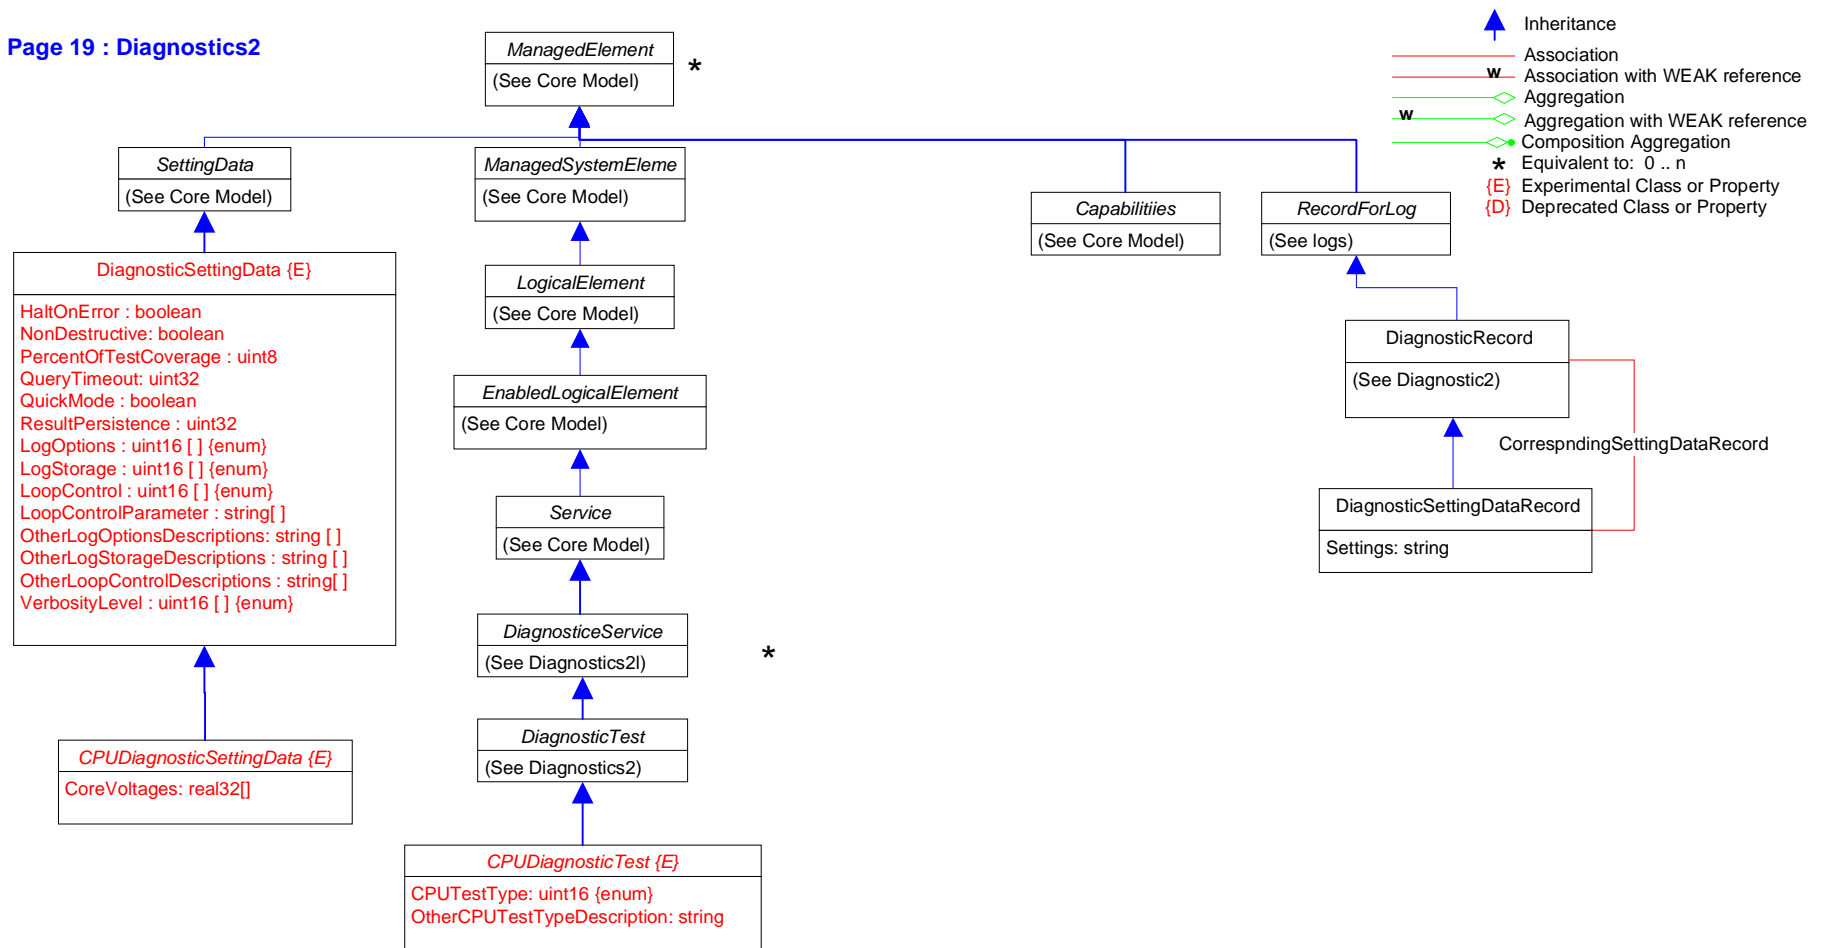 Page 19 : Diagnostics2
ManagedElement
(See Core Model)
*
Inheritance
Association
w
Association with WEAK reference
Aggregation
w
Aggregation with WEAK reference
Composition Aggregation
* Equivalent to: 0 .. n
{E} Experimental Class or Property
{D} Deprecated Class or Property
SettingData
(See Core Model)
ManagedSystemEleme
(See Core Model)
Capabilitiies
(See Core Model)
RecordForLog
(See logs)
DiagnosticSettingData {E}
HaltOnError : boolean
NonDestructive: boolean
PercentOfTestCoverage : uint8
QueryTimeout: uint32
QuickMode : boolean
ResultPersistence : uint32
LogOptions : uint16 [ ] {enum}
LogStorage : uint16 [ ] {enum}
LoopControl : uint16 [ ] {enum}
LoopControlParameter : string[ ]
OtherLogOptionsDescriptions: string [ ]
OtherLogStorageDescriptions : string [ ]
OtherLoopControlDescriptions : string[ ]
VerbosityLevel : uint16 [ ] {enum}
LogicalElement
(See Core Model)
EnabledLogicalElement
(See Core Model)
Service
(See Core Model)
DiagnosticeService
(See Diagnostics2l)
*
DiagnosticTest
(See Diagnostics2)
DiagnosticRecord
(See Diagnostic2)
CorrespndingSettingDataRecord
DiagnosticSettingDataRecord
Settings: string
CPUDiagnosticSettingData {E}
CoreVoltages: real32[]
CPUDiagnosticTest {E}
CPUTestType: uint16 {enum}
OtherCPUTestTypeDescription: string